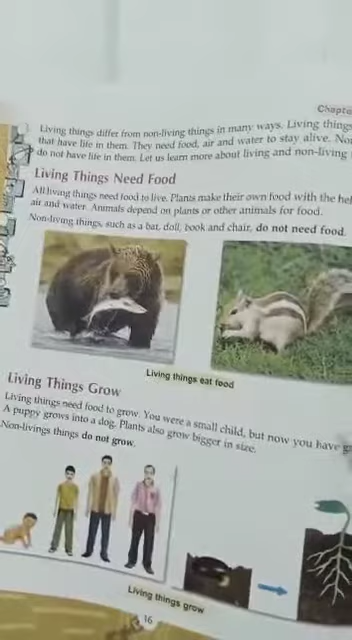 Chapte
Living things differ from non-living things in many ways. Living things
that have life in them. They need food, air and water to stay alive. Non
do not have life in them. Let us learn more about living and non-living
Living Things Need Food
All living things need food to live. Plants make their own food with the hel
air and water. Animals depend on plants or other animals for food.
Non-living things, such as a bat, doll, book and chair, do not need food.
Living things eat food
Living Things Grow
Living things need food to grow. You were a small child, but now you have g
A puppy grows into a dog. Plants also grow bigger in size.
Non-livings things do not grow.
Living things grow
16